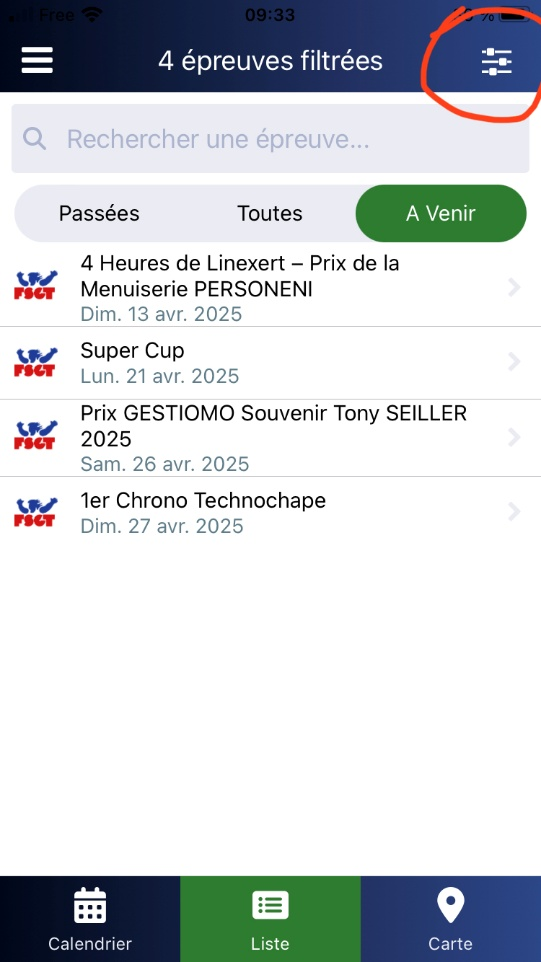 Free 09:33 %
4 épreuves filtrées
Rechercher une épreuve...
Passées Toutes A Venir
4 Heures de Linexert – Prix de la
Menuiserie PERSONENI
Dim. 13 avr. 2025
FSGT
Super Cup
Lun. 21 avr. 2025
FSGT
Prix GESTIOMO Souvenir Tony SEILLER
2025
Sam. 26 avr. 2025
FSGT
1er Chrono Technochape
Dim. 27 avr. 2025
FSGT
Calendrier Liste Carte